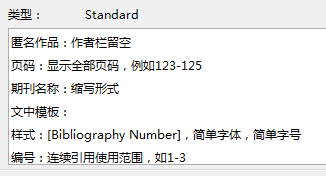 类型： Standard
匿名作品：作者栏留空
页码：显示全部页码，例如123-125
期刊名称：缩写形式
文中模板：
样式：[Bibliography Number]，简单字体，简单字号
编号：连续引用使用范围，如1-3